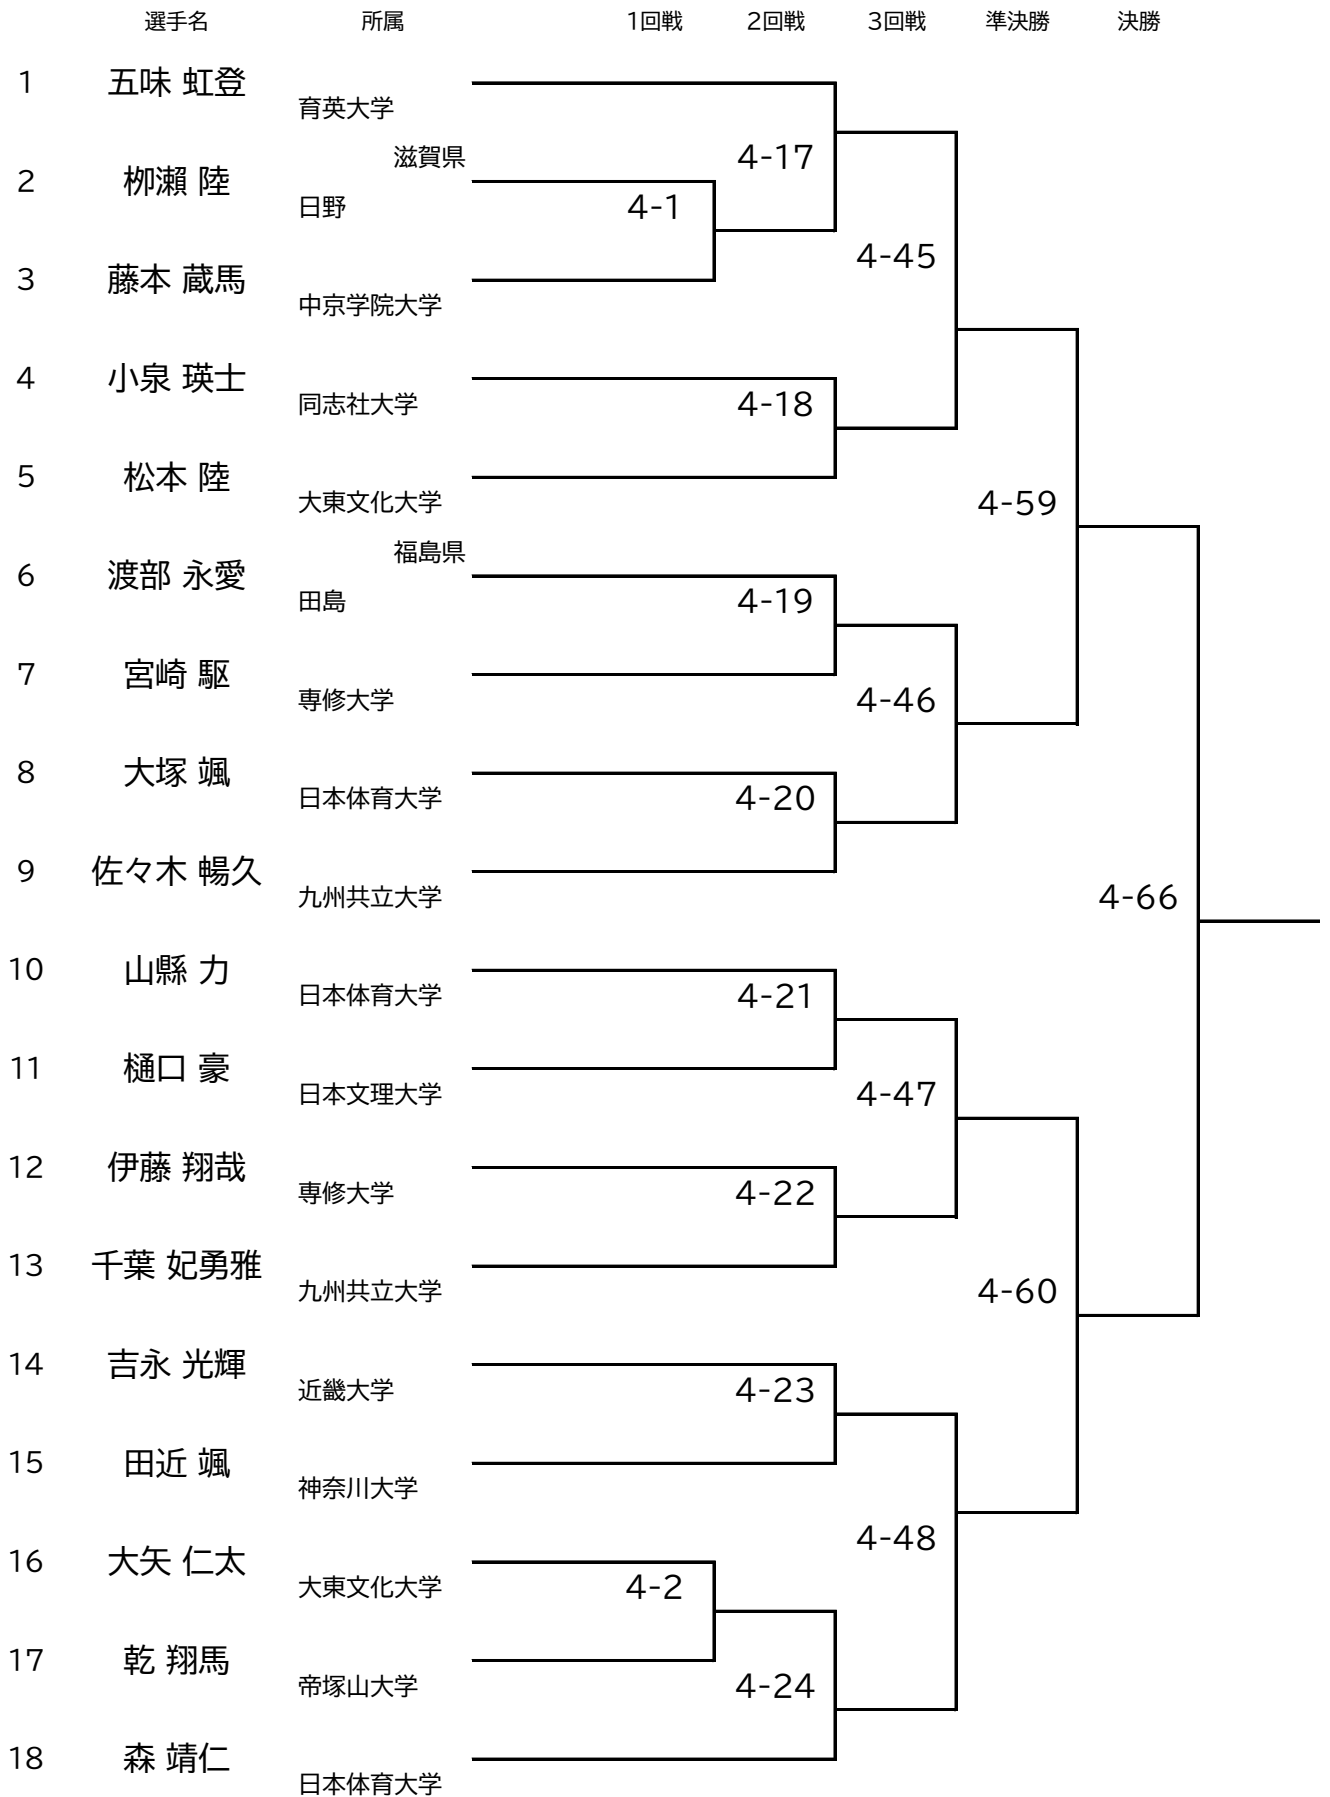 選手名 所属 1回戦 2回戦 3回戦 準決勝 決勝
1 五味 虹登
育英大学
滋賀県 4-17
2 栁瀨 陸
日野 4-1
4-45
3 藤本 蔵馬
中京学院大学
4 小泉 瑛士
同志社大学 4-18
5 松本 陸
大東文化大学 4-59
福島県
6 渡部 永愛
田島 4-19
7 宮崎 駆
専修大学 4-46
8 大塚 颯
日本体育大学 4-20
9 佐々木 暢久
九州共立大学 4-66
10 山縣 力
日本体育大学 4-21
11 樋口 豪
日本文理大学 4-47
12 伊藤 翔哉
専修大学 4-22
13 千葉 妃勇雅
九州共立大学 4-60
14 吉永 光輝
近畿大学 4-23
15 田近 颯
神奈川大学
4-48
16 大矢 仁太
大東文化大学 4-2
17 乾 翔馬
帝塚山大学 4-24
18 森 靖仁
日本体育大学